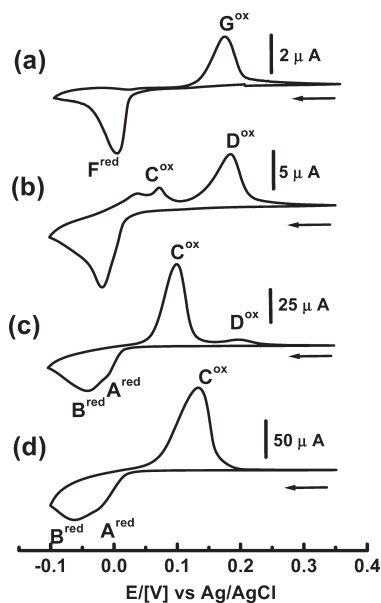 (a)
G^ox
2 μ A
F^red
(b)
C^ox
D^ox
5 μ A
(c)
C^ox
D^ox
25 μ A
B^red A^red
(d)
C^ox
50 μ A
B^red A^red
-0.1 0.0 0.1 0.2 0.3 0.4
E/[V] vs Ag/AgCl